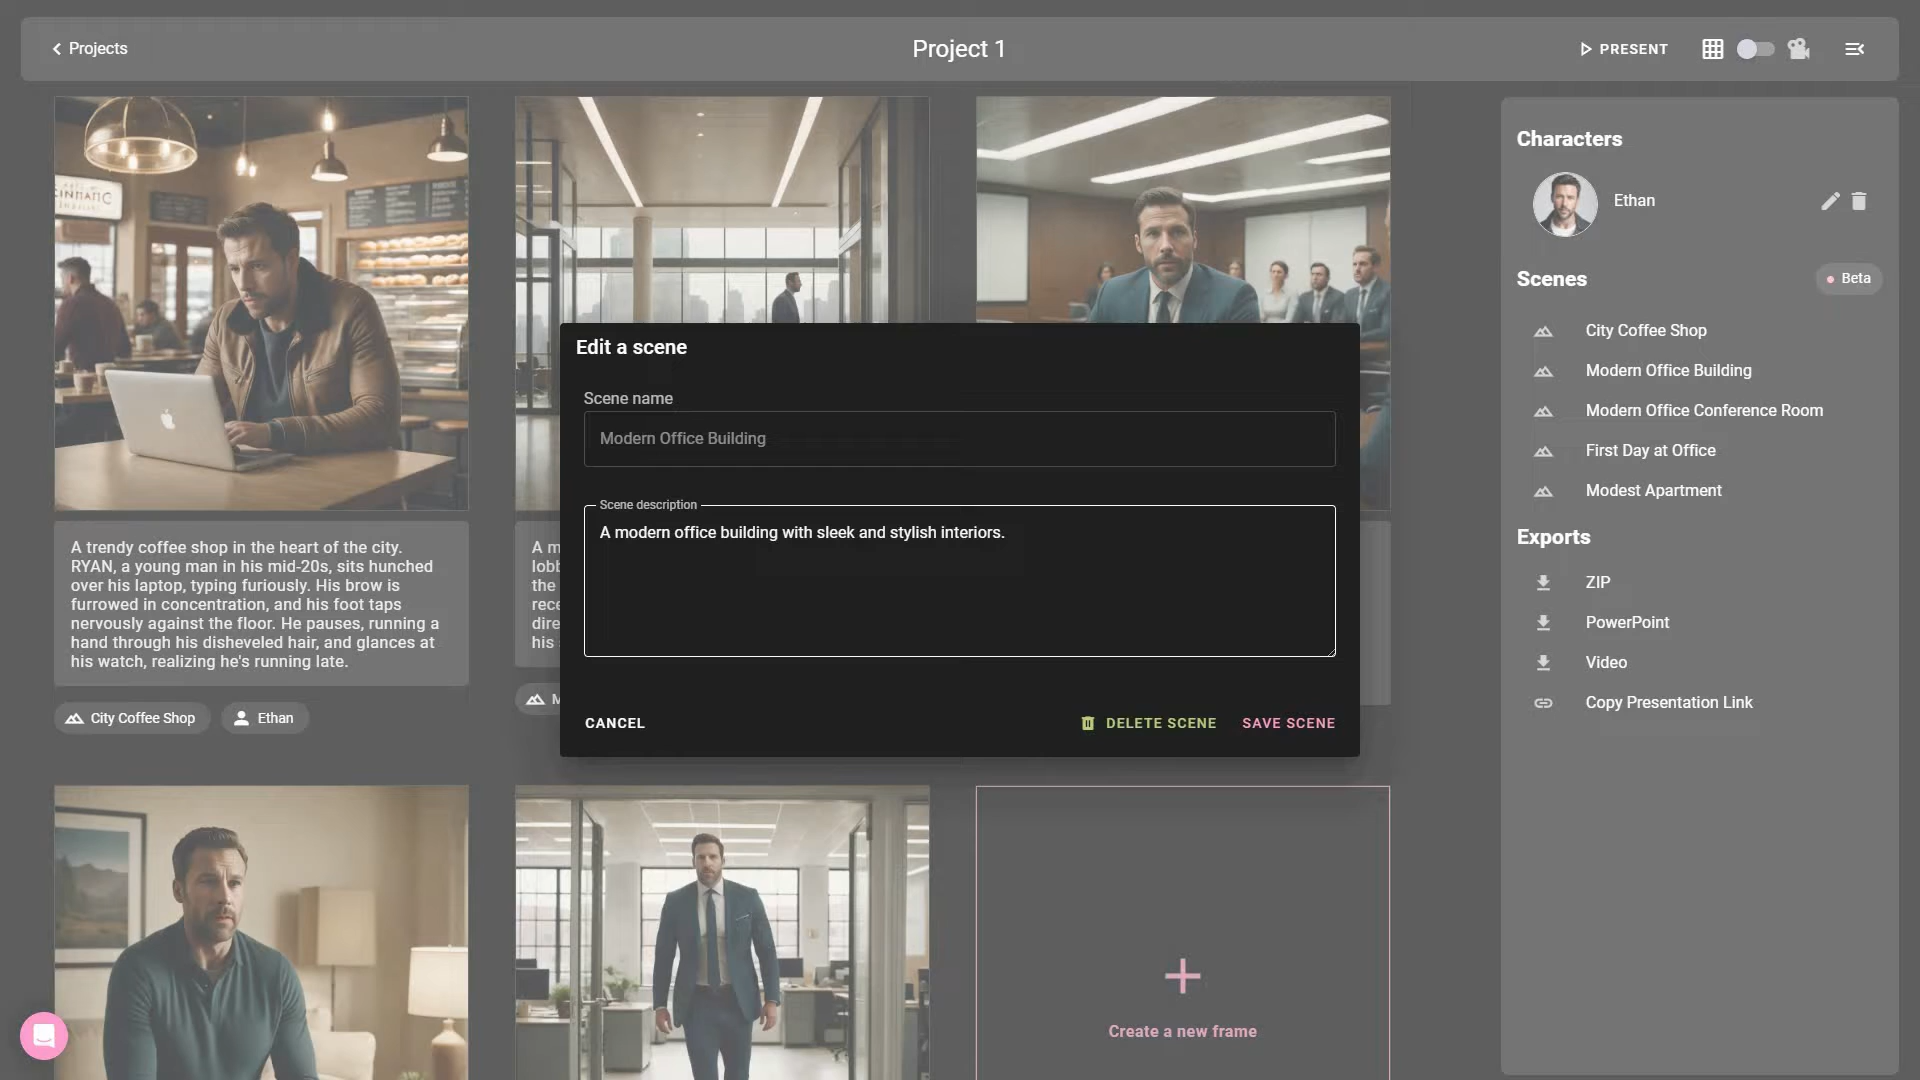 Projects
Project 1
PRESENT
Characters
Ethan
Scenes
Beta
City Coffee Shop
Modern Office Building
Modern Office Conference Room
First Day at Office
Modest Apartment
Exports
ZIP
PowerPoint
Video
Copy Presentation Link
Edit a scene
Scene name
Modern Office Building
Scene description
A modern office building with sleek and stylish interiors.
CANCEL
DELETE SCENE
SAVE SCENE
A trendy coffee shop in the heart of the city.
RYAN, a young man in his mid-20s, sits hunched
over his laptop, typing furiously. His brow is
furrowed in concentration, and his foot taps
nervously against the floor. He pauses, running a
hand through his disheveled hair, and glances at
his watch, realizing he's running late.
City Coffee Shop
Ethan
A m
lobb
the
rece
dire
his
M
Create a new frame